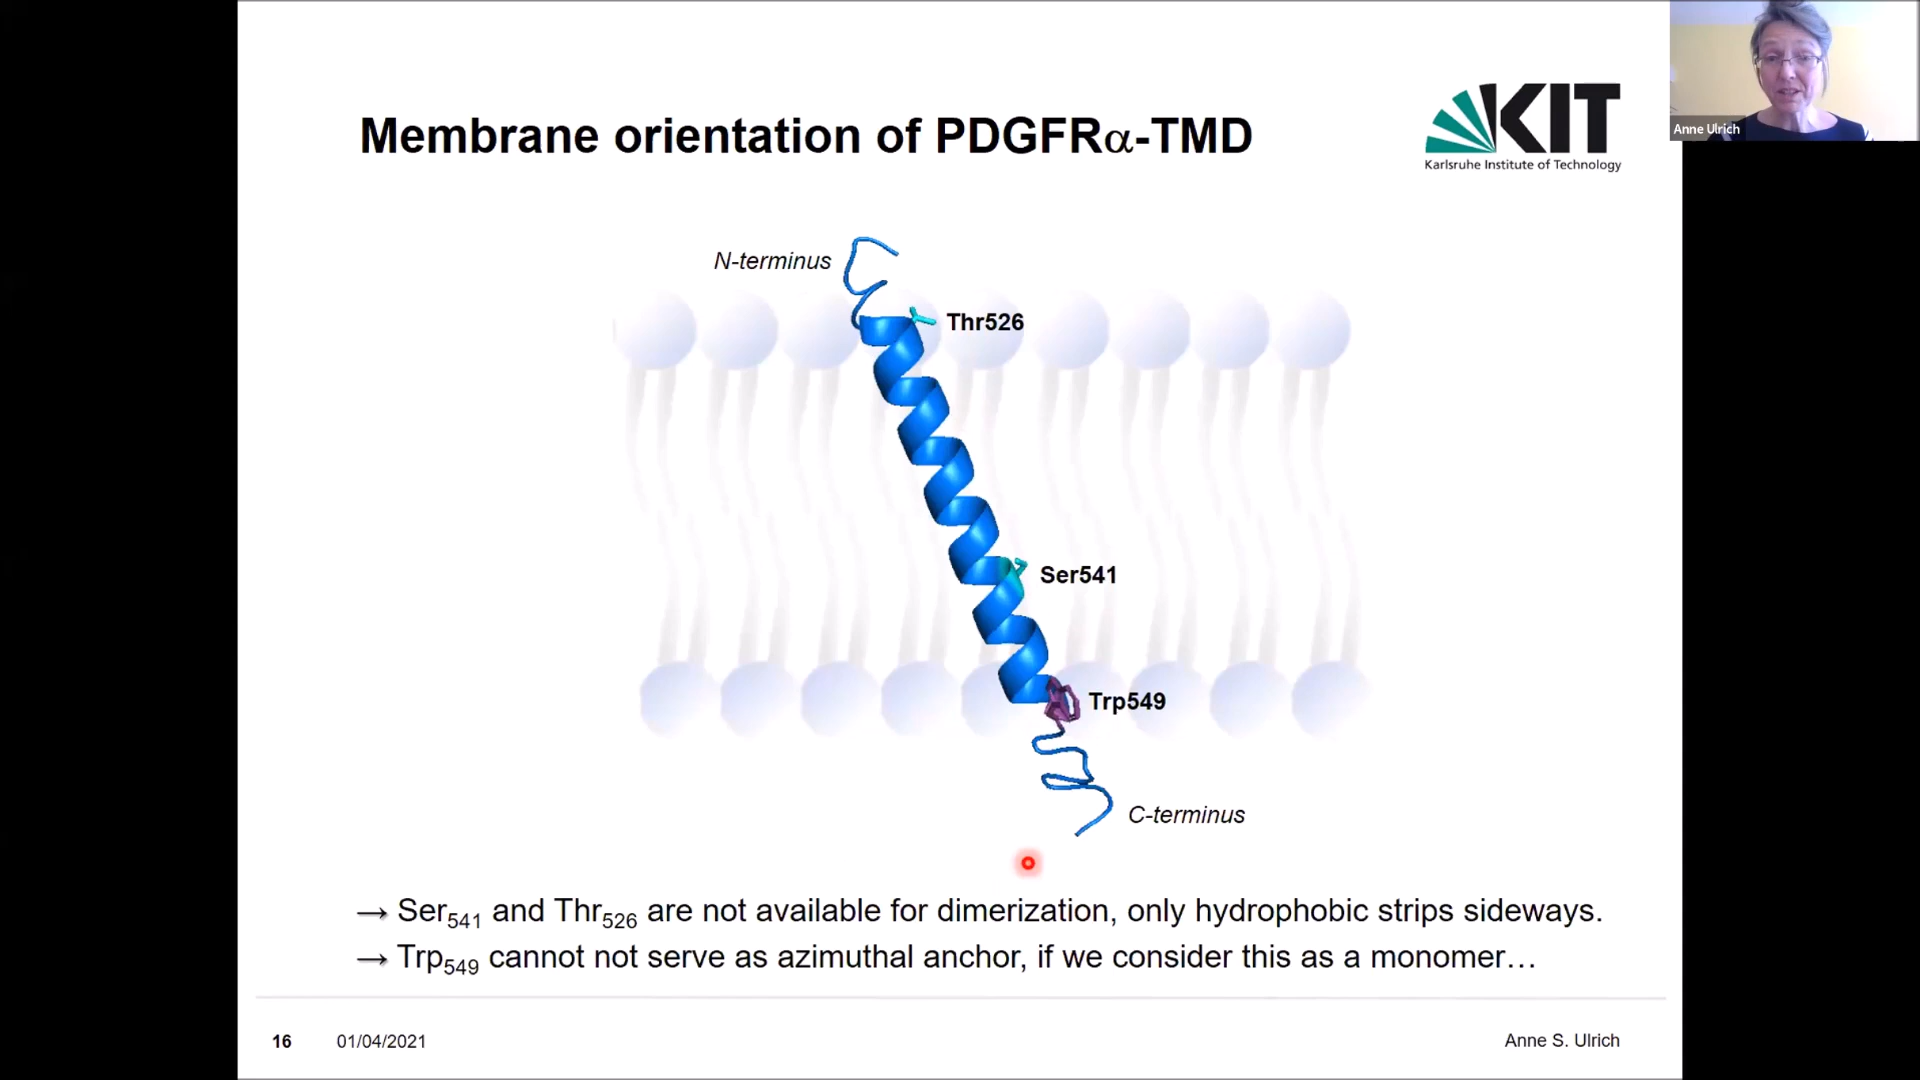 Membrane orientation of PDGFRα-TMD
KIT
Karlsruhe Institute of Technology
Anne Ulrich
N-terminus
Thr526
Ser541
Trp549
C-terminus
→ Ser541 and Thr526 are not available for dimerization, only hydrophobic strips sideways.
→ Trp549 cannot not serve as azimuthal anchor, if we consider this as a monomer…
16 01/04/2021 Anne S. Ulrich